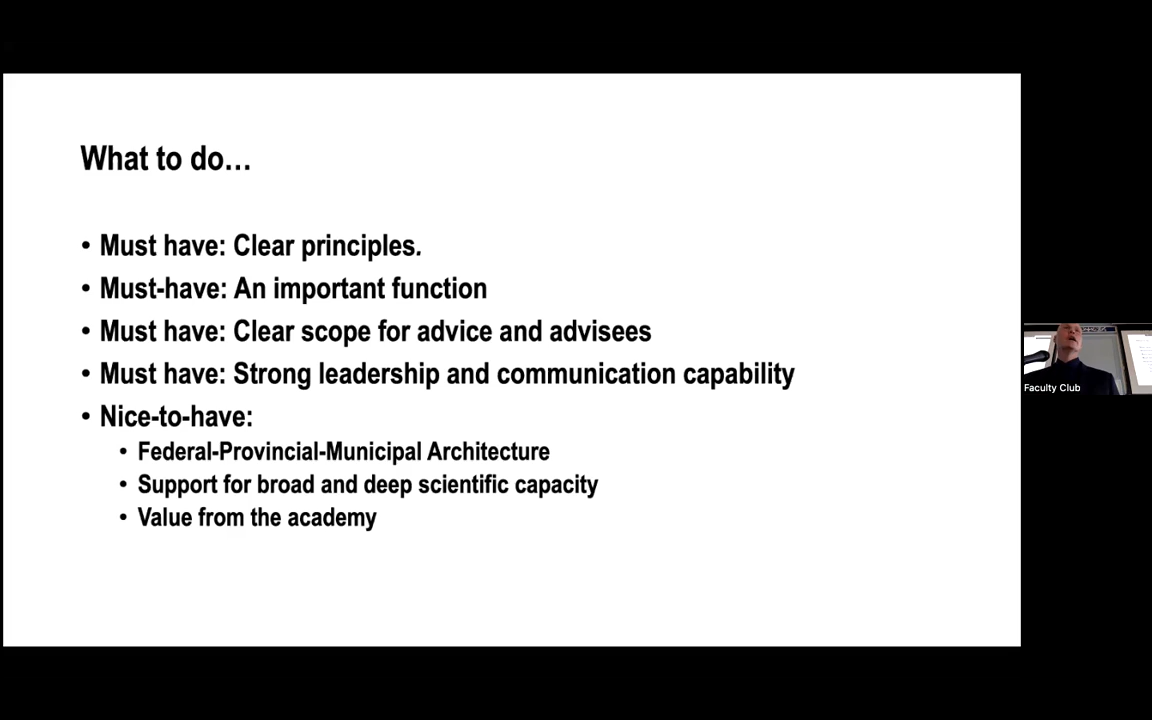 What to do…
• Must have: Clear principles.
• Must-have: An important function
• Must have: Clear scope for advice and advisees
• Must have: Strong leadership and communication capability
• Nice-to-have:
• Federal-Provincial-Municipal Architecture
• Support for broad and deep scientific capacity
• Value from the academy
Faculty Club